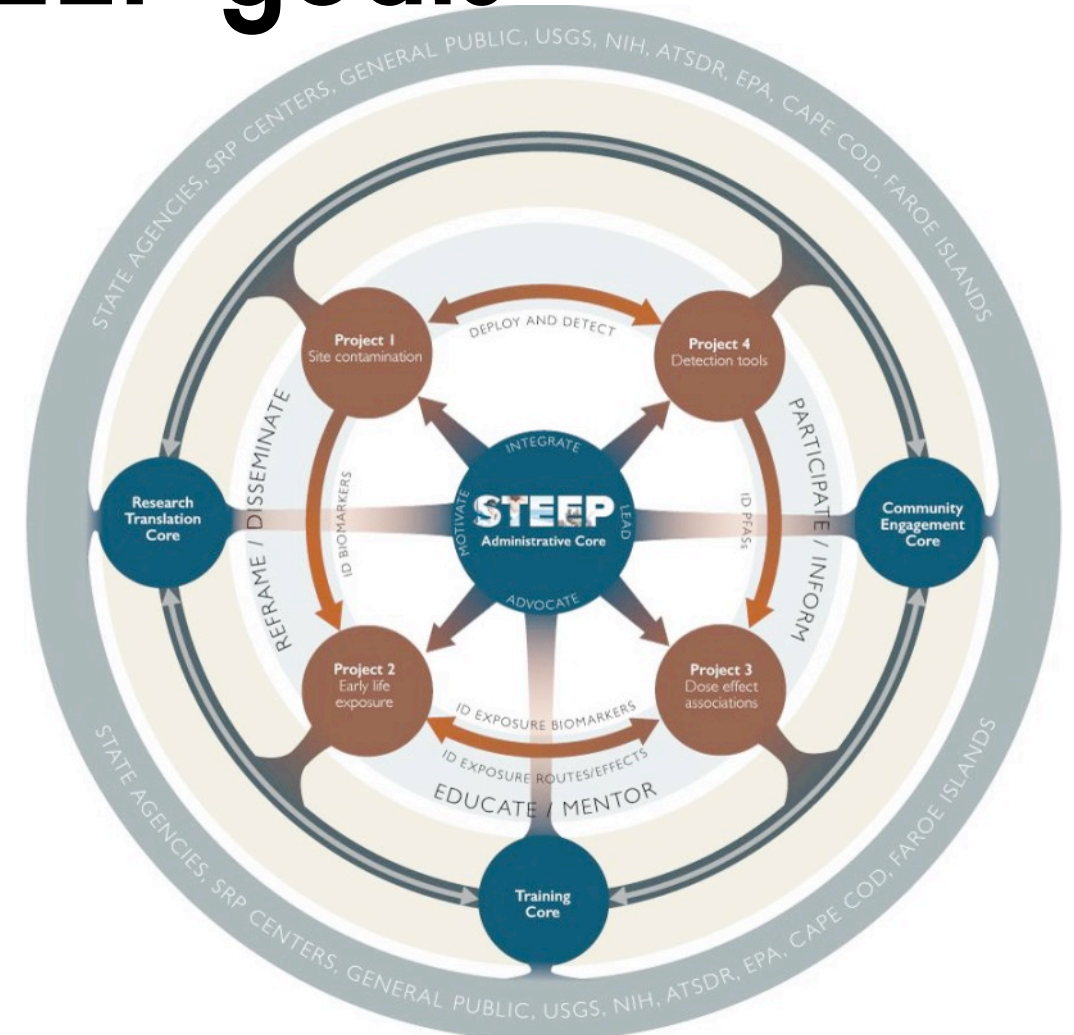 goals
STATE AGENCIES, SRP CENTERS, GENERAL PUBLIC, USGS, NIH, ATSDR, EPA, CAPE COD, FAROE ISLANDS
Project 1
Site contamination
DEPLOY AND DETECT
Project 4
Detection tools
REFRAME / DISSEMINATE
ID BIOMARKERS
INTEGRATE
MOTIVATE
STEEP
Administrative Core
LEAD
ADVOCATE
ID PFASs
PARTICIPATE / INFORM
Research
Translation
Core
Community
Engagement
Core
Project 2
Early life
exposure
ID EXPOSURE BIOMARKERS
ID EXPOSURE ROUTES/EFFECTS
Project 3
Dose effect
associations
EDUCATE / MENTOR
Training
Core
STATE AGENCIES, SRP CENTERS, GENERAL PUBLIC, USGS, NIH, ATSDR, EPA, CAPE COD, FAROE ISLANDS